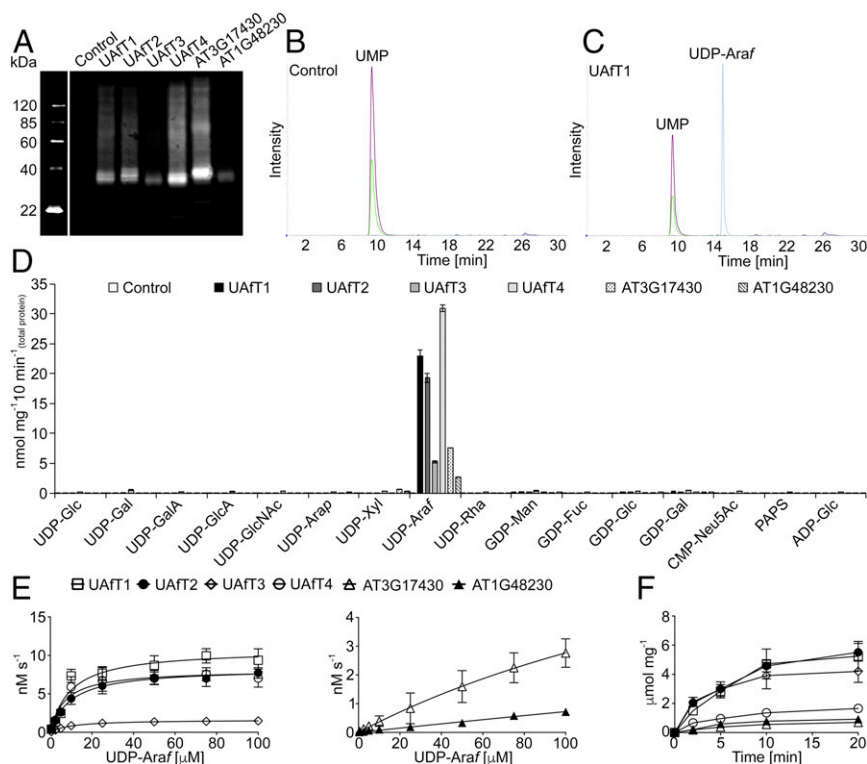 A
Control
UAfT1
UAfT2
UAfT3
UAfT4
AT3G17430
AT1G48230
kDa
120
85
60
40
22
B
Control
UMP
Intensity
2 6 10 14 18 22 26 30
Time [min]
C
UAfT1
UMP
UDP-Araf
Intensity
2 6 10 14 18 22 26 30
Time [min]
D
Control UAfT1 UAfT2 UAfT3 UAfT4 AT3G17430 AT1G48230
nmol mg⁻¹10 min⁻¹ (total protein)
35
30
25
20
15
10
5
0
UDP-Glc
UDP-Gal
UDP-GalA
UDP-GlcA
UDP-GlcNAc
UDP-Arap
UDP-Xyl
UDP-Araf
UDP-Rha
GDP-Man
GDP-Fuc
GDP-Glc
GDP-Gal
CMP-Neu5Ac
PAPS
ADP-Glc
E
UAfT1 UAfT2 UAfT3 UAfT4 AT3G17430 AT1G48230
nM s⁻¹
15
10
5
0
0 20 40 60 80 100
UDP-Araf [µM]
nM s⁻¹
4
3
2
1
0
0 20 40 60 80 100
UDP-Araf [µM]
F
µmol mg⁻¹
8
6
4
2
0
0 5 10 15 20
Time [min]